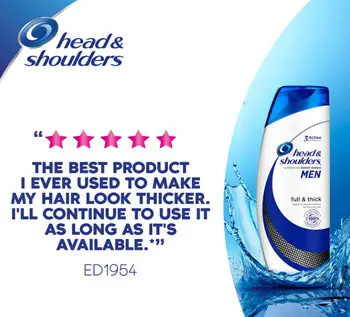 head&
shoulders
“
THE BEST PRODUCT
I EVER USED TO MAKE
MY HAIR LOOK THICKER.
I'LL CONTINUE TO USE IT
AS LONG AS IT'S
AVAILABLE.*”
ED1954
3 Action
head&
shoulders
MEN
full & thick
100%